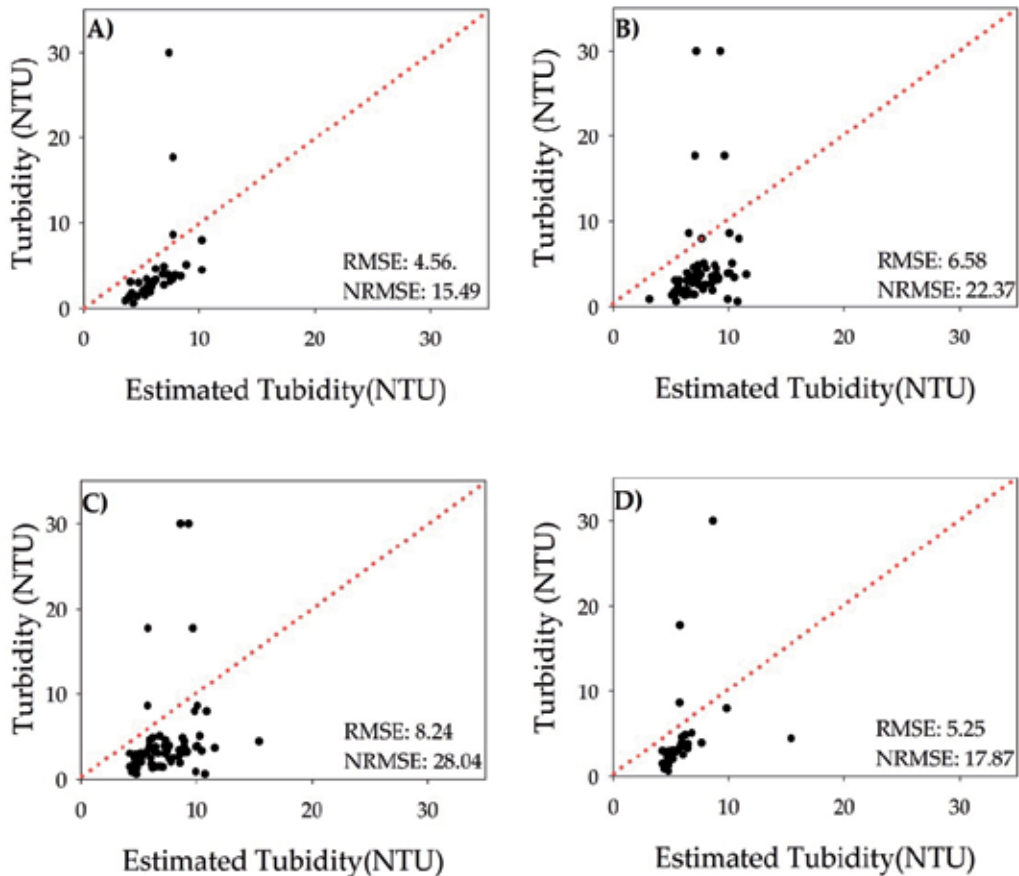 A)
Turbidity (NTU)
30
20
10
0
0 10 20 30
RMSE: 4.56.
NRMSE: 15.49
Estimated Tubidity(NTU)
B)
Turbidity (NTU)
30
20
10
0
0 10 20 30
RMSE: 6.58
NRMSE: 22.37
Estimated Tubidity(NTU)
C)
Turbidity (NTU)
30
20
10
0
0 10 20 30
RMSE: 8.24
NRMSE: 28.04
Estimated Tubidity(NTU)
D)
Turbidity (NTU)
30
20
10
0
0 10 20 30
RMSE: 5.25
NRMSE: 17.87
Estimated Tubidity(NTU)